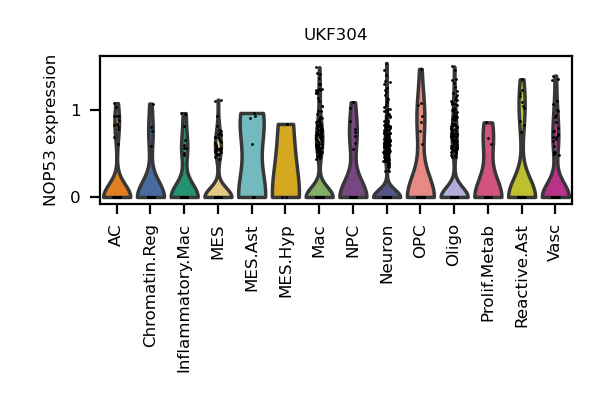 UKF304
NOP53 expression
1
0
AC
Chromatin.Reg
Inflammatory.Mac
MES
MES.Ast
MES.Hyp
Mac
NPC
Neuron
OPC
Oligo
Prolif.Metab
Reactive.Ast
Vasc